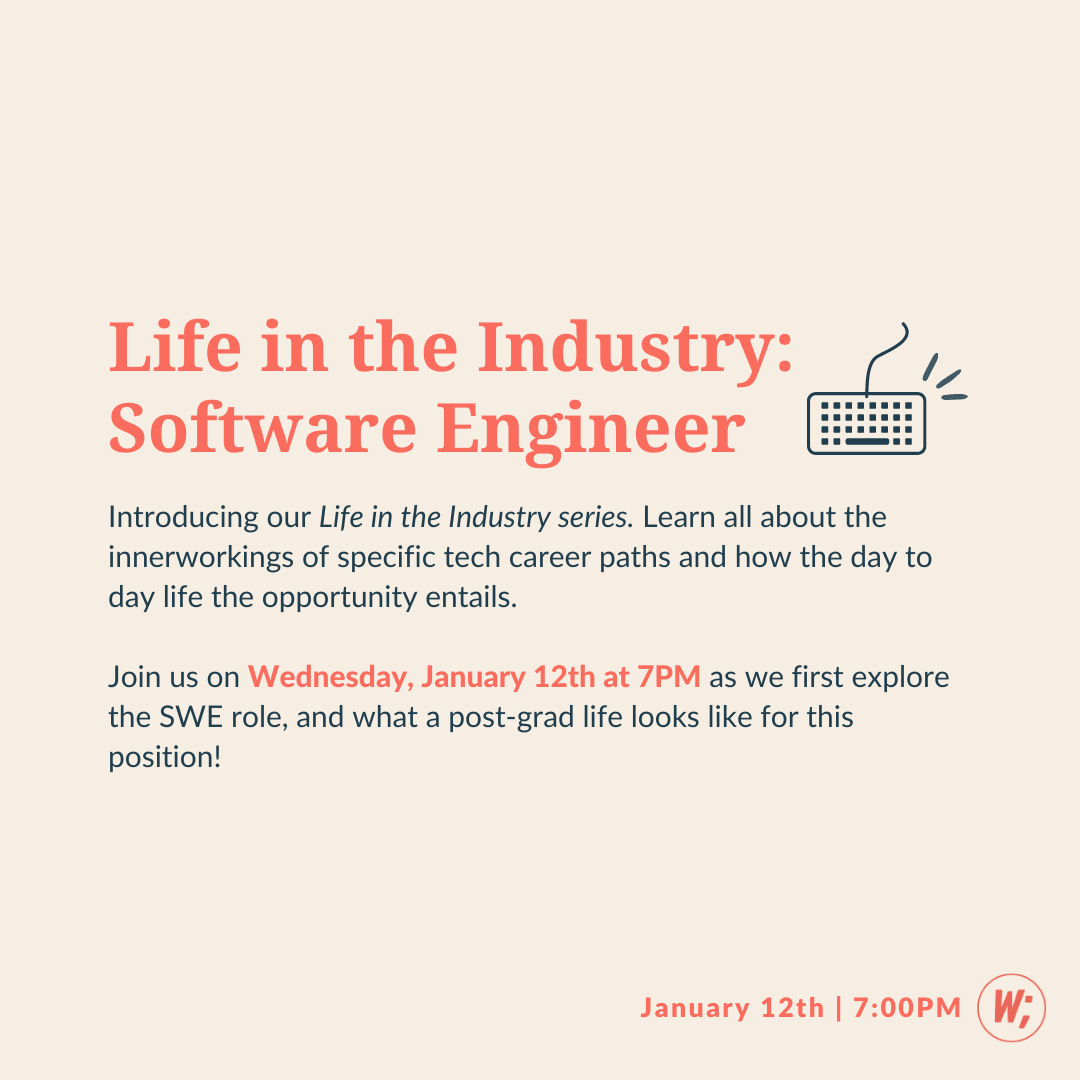 Life in the Industry:
Software Engineer
Introducing our Life in the Industry series. Learn all about the
innerworkings of specific tech career paths and how the day to
day life the opportunity entails.
Join us on Wednesday, January 12th at 7PM as we first explore
the SWE role, and what a post-grad life looks like for this
position!
January 12th | 7:00PM
W;